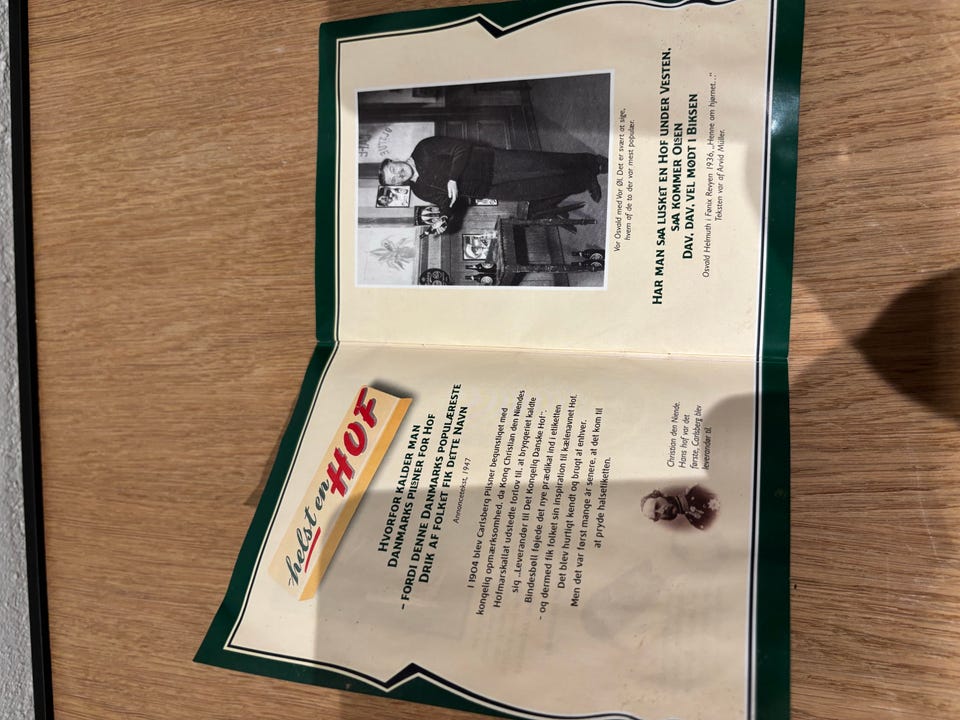 helst en HOF
HVORFOR KALDER MAN
DANMARKS PILSNER FOR HOF
– FORDI DENNE DANMARKS POPULÆRESTE
DRIK AF FOLKET FIK DETTE NAVN
Annoncetekst, 1947
I 1904 blev Carlsberg Pilsner begunstiget med
kongelig opmærksomhed, da Kong Christian den Niendes
Hofmarskallat udstedte forlov til, at bryggeriet kaldte
sig „Leverandør til Det Kongelig Danske Hof“.
Bindesbøll føjede det nye prædikat ind i etiketten
- og dermed fik folket sin inspiration til kælenavnet Hof.
Det blev hurtigt kendt og brugt af enhver.
Men det var først mange år senere, at det kom til
at pryde halsetiketten.
Christian den Niende.
Hans hof var det
første, Carlsberg blev
leverandør til.
Vor Osvald med Vor Øl. Det er svært at sige,
hvem af de to der var mest populær.
HAR MAN SAA LUSKET EN HOF UNDER VESTEN,
SAA KOMMER OLSEN
DAV, DAV, VEL MØDT I BIKSEN
Osvald Helmuth i Fønix Revyen 1936, „Henne om hjørnet...“
Teksten var af Arvid Müller.